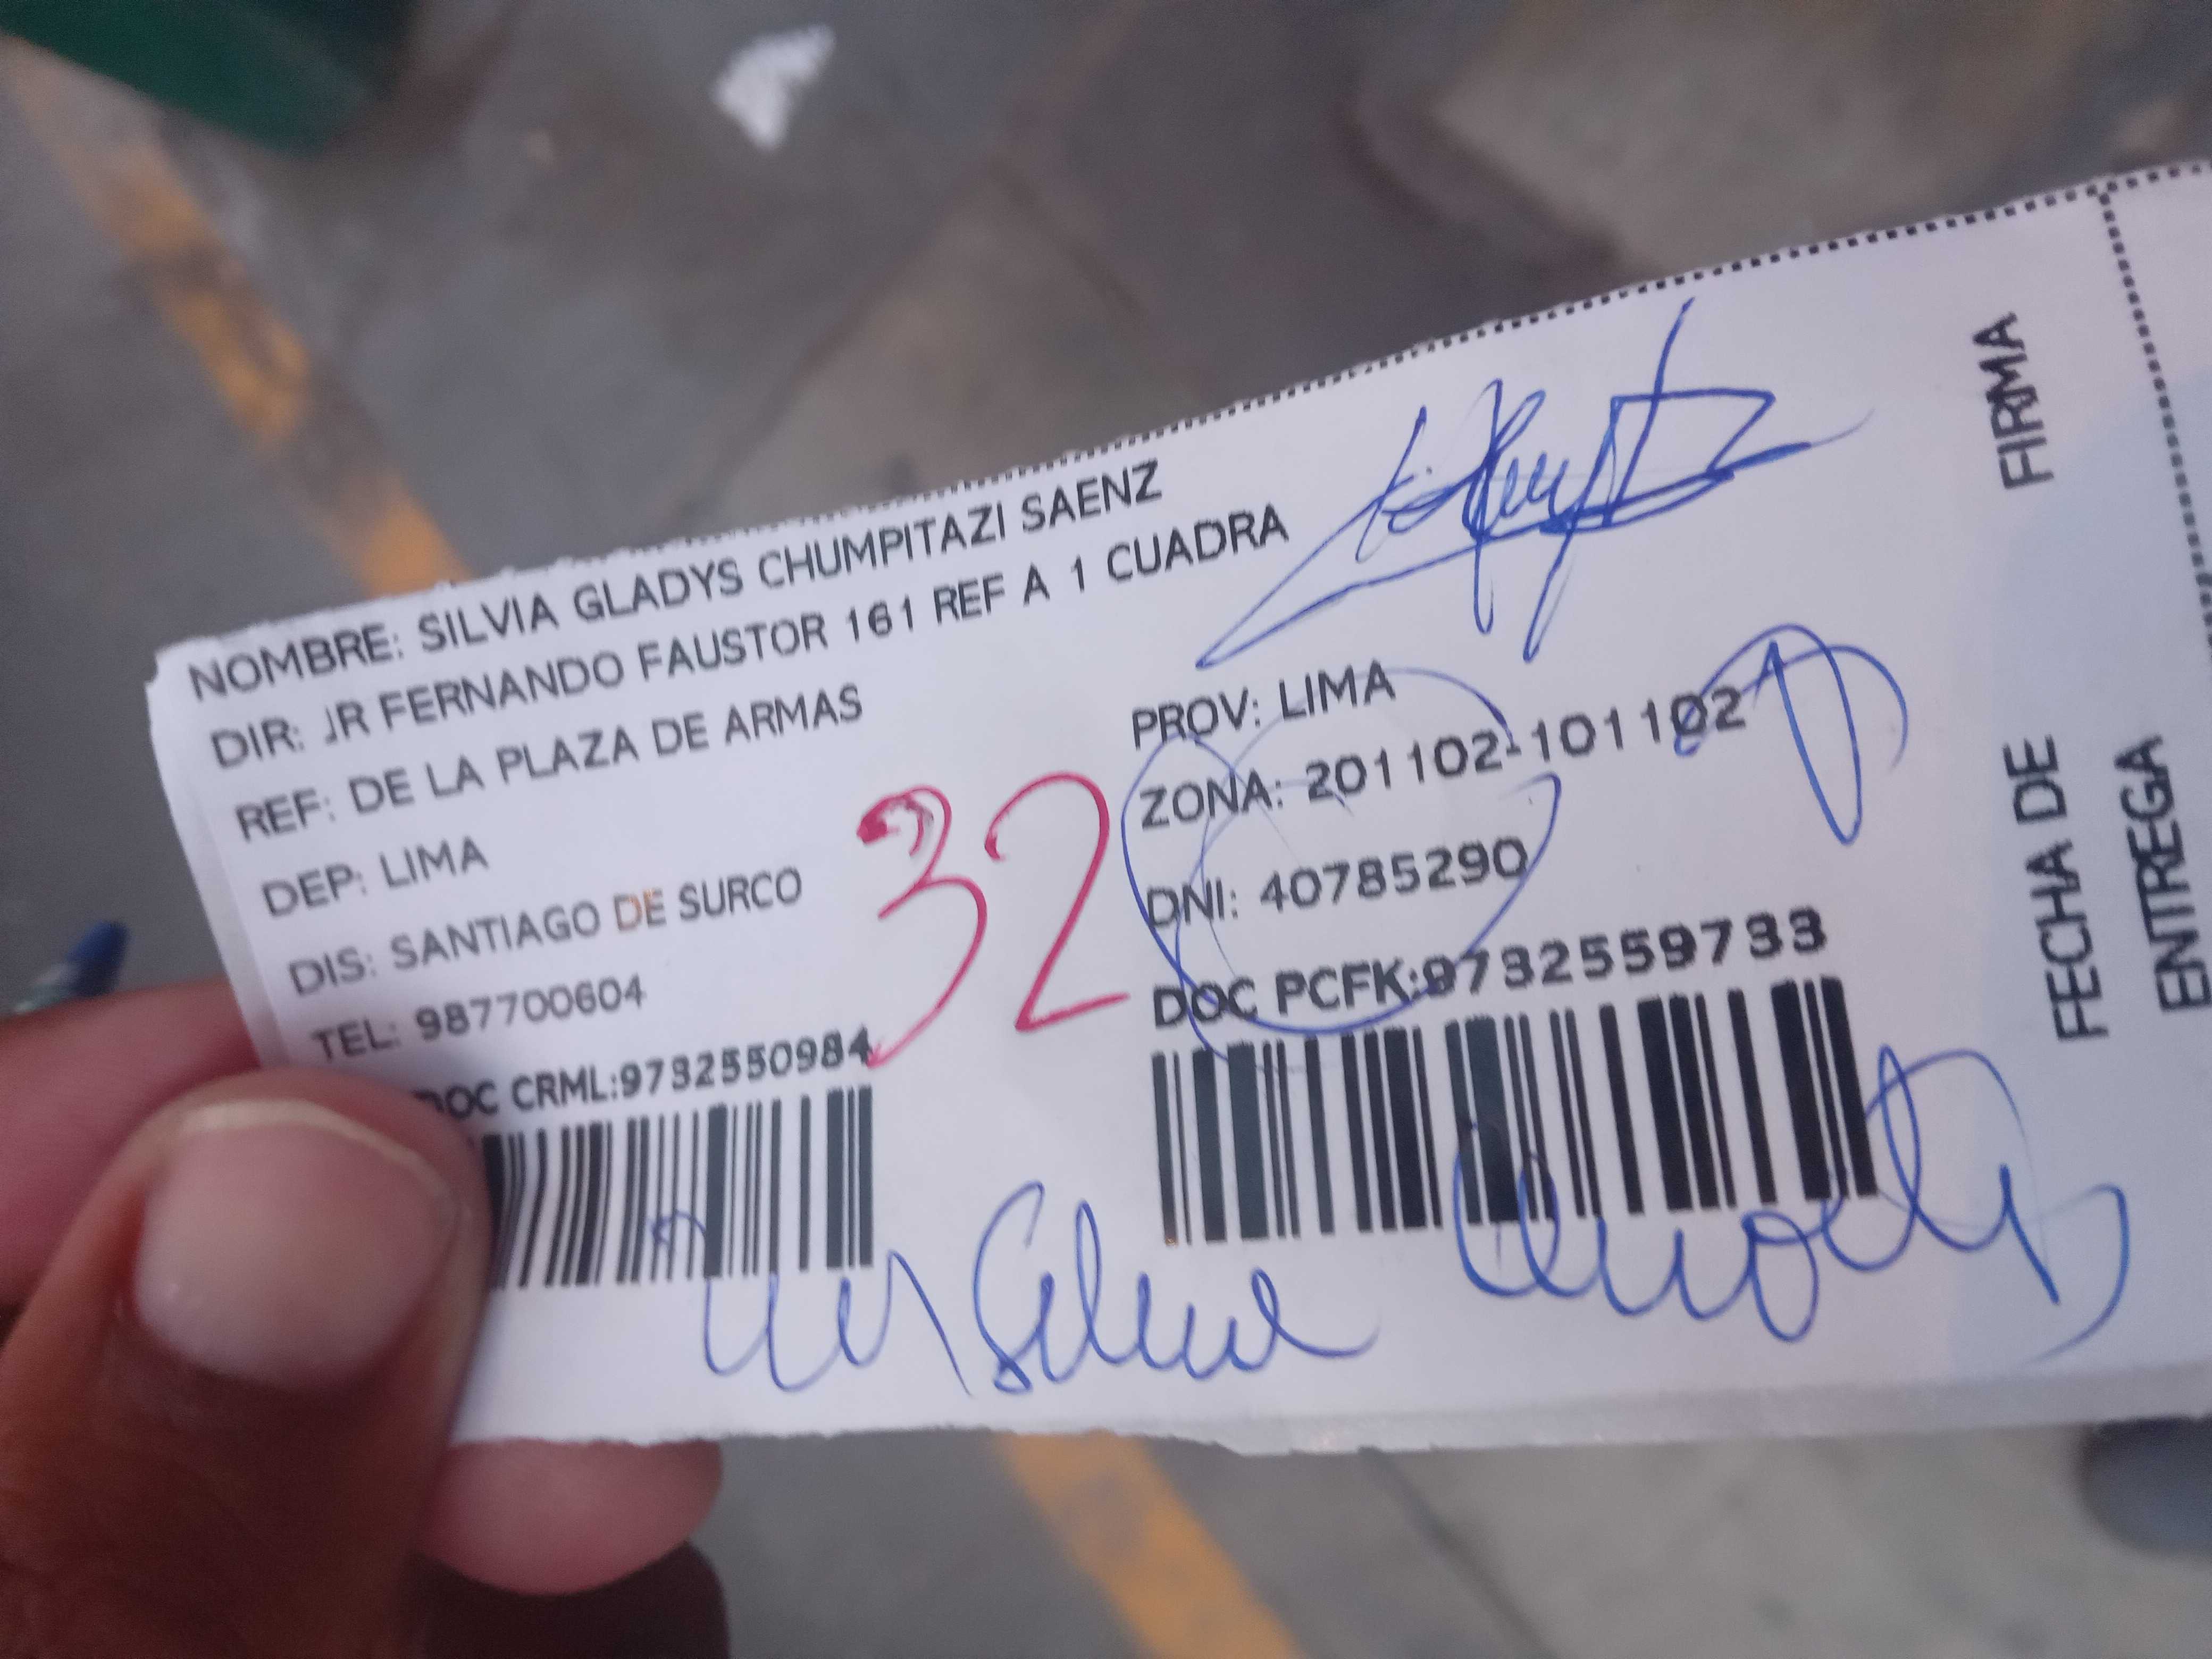 NOMBRE: SILVIA GLADYS CHUMPITAZI SAENZ
DIR: JR FERNANDO FAUSTOR 161 REF A 1 CUADRA
REF: DE LA PLAZA DE ARMAS
DEP: LIMA
DIS: SANTIAGO DE SURCO
TEL: 987700604
DOC CRML:9732550984
32
PROV: LIMA
ZONA: 201102-101102
DNI: 40785290
DOC PCFK:9732559733
FIRMA
FECHA DE
ENTREGA